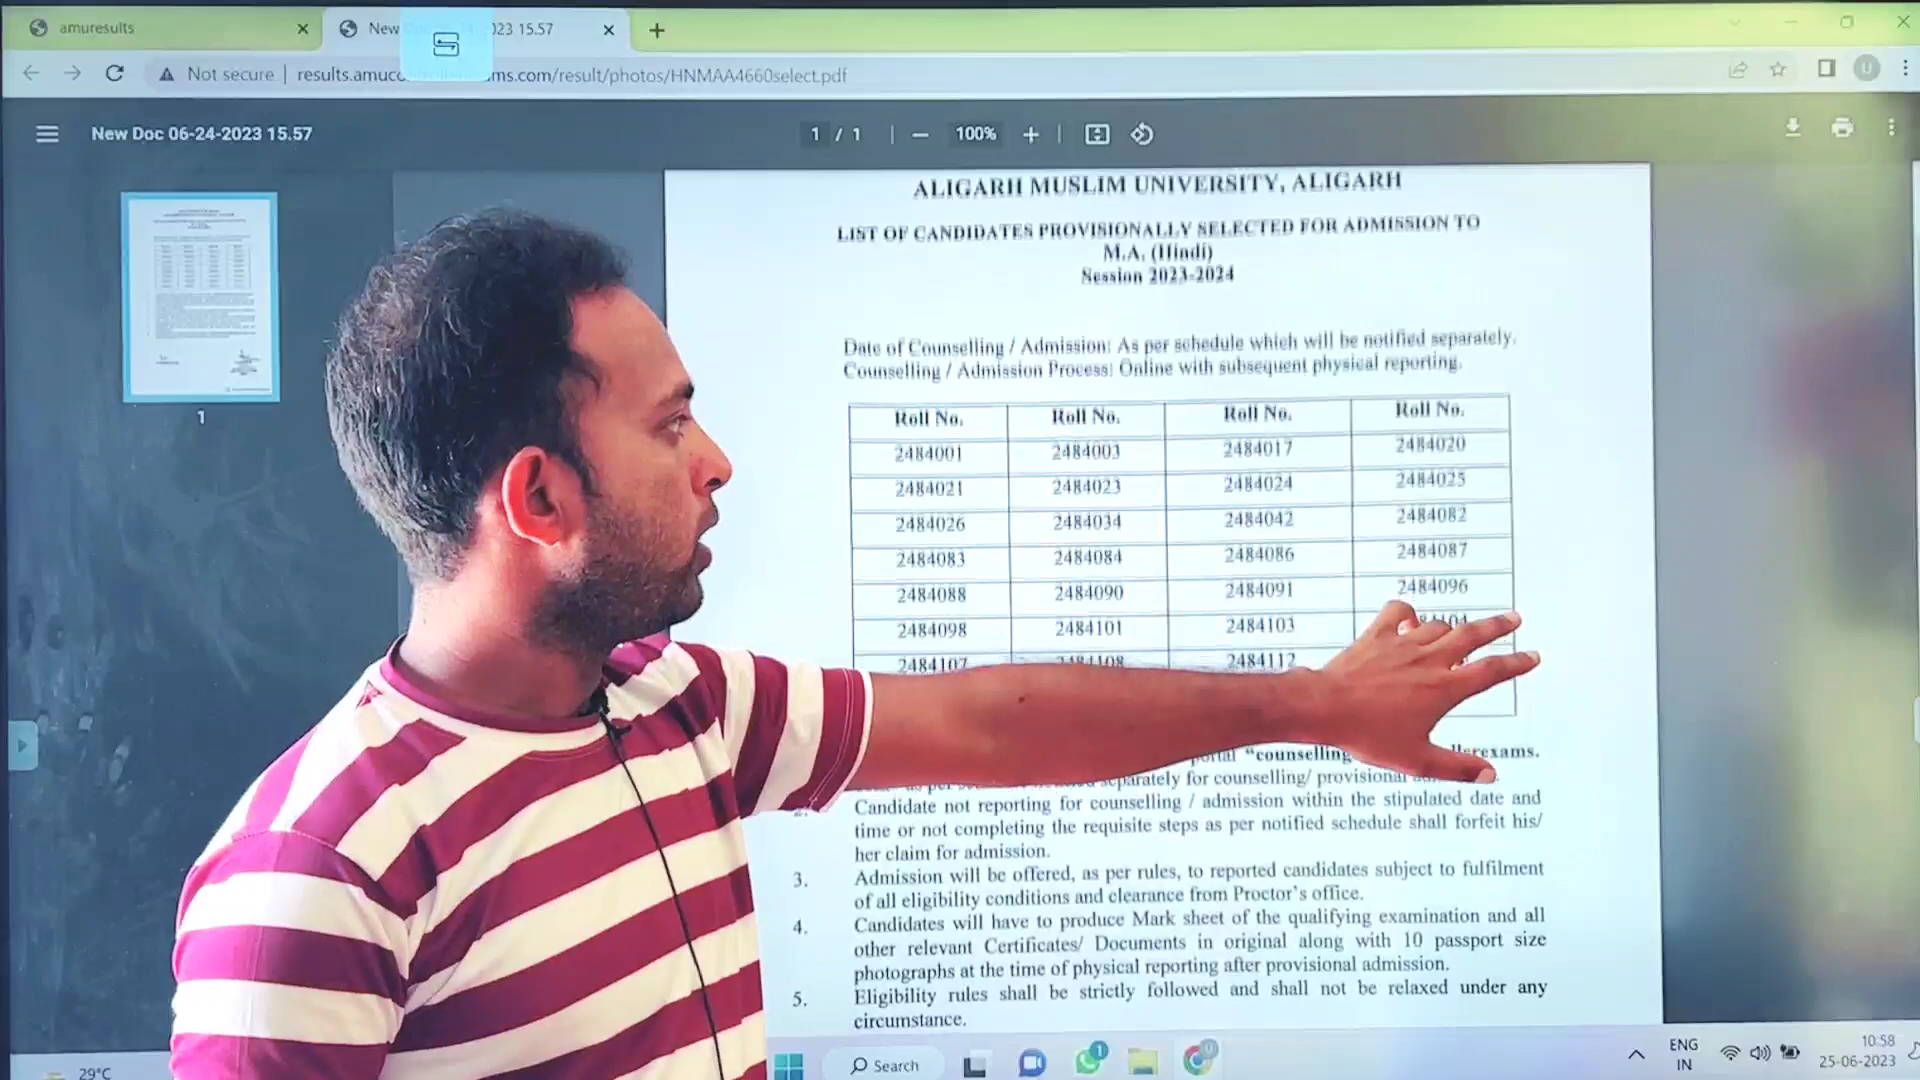 amuresults
New
2023 15.57
Not secure
results.amuc
ms.com/result/photos/HNMAA4660select.pdf
New Doc 06-24-2023 15.57
1 / 1
100%
1
ALIGARH MUSLIM UNIVERSITY, ALIGARH
LIST OF CANDIDATES PROVISIONALLY SELECTED FOR ADMISSION TO
M.A. (Hindi)
Session 2023-2024
Date of Counselling / Admission: As per schedule which will be notified separately.
Counselling / Admission Process: Online with subsequent physical reporting.
Roll No. Roll No. Roll No. Roll No.
2484001 2484003 2484017 2484020
2484021 2484023 2484024 2484025
2484026 2484034 2484042 2484082
2484083 2484084 2484086 2484087
2484088 2484090 2484091 2484096
2484098 2484101 2484103
2484107 2484108 2484112
"counselling
exams.
separately for counselling/ provisional
2. Candidate not reporting for counselling / admission within the stipulated date and
time or not completing the requisite steps as per notified schedule shall forfeit his/
her claim for admission.
3. Admission will be offered, as per rules, to reported candidates subject to fulfilment
of all eligibility conditions and clearance from Proctor's office.
4. Candidates will have to produce Mark sheet of the qualifying examination and all
other relevant Certificates/ Documents in original along with 10 passport size
photographs at the time of physical reporting after provisional admission.
5. Eligibility rules shall be strictly followed and shall not be relaxed under any
circumstance.
29°C
Search
1
ENG
IN
10:58
25-06-2023